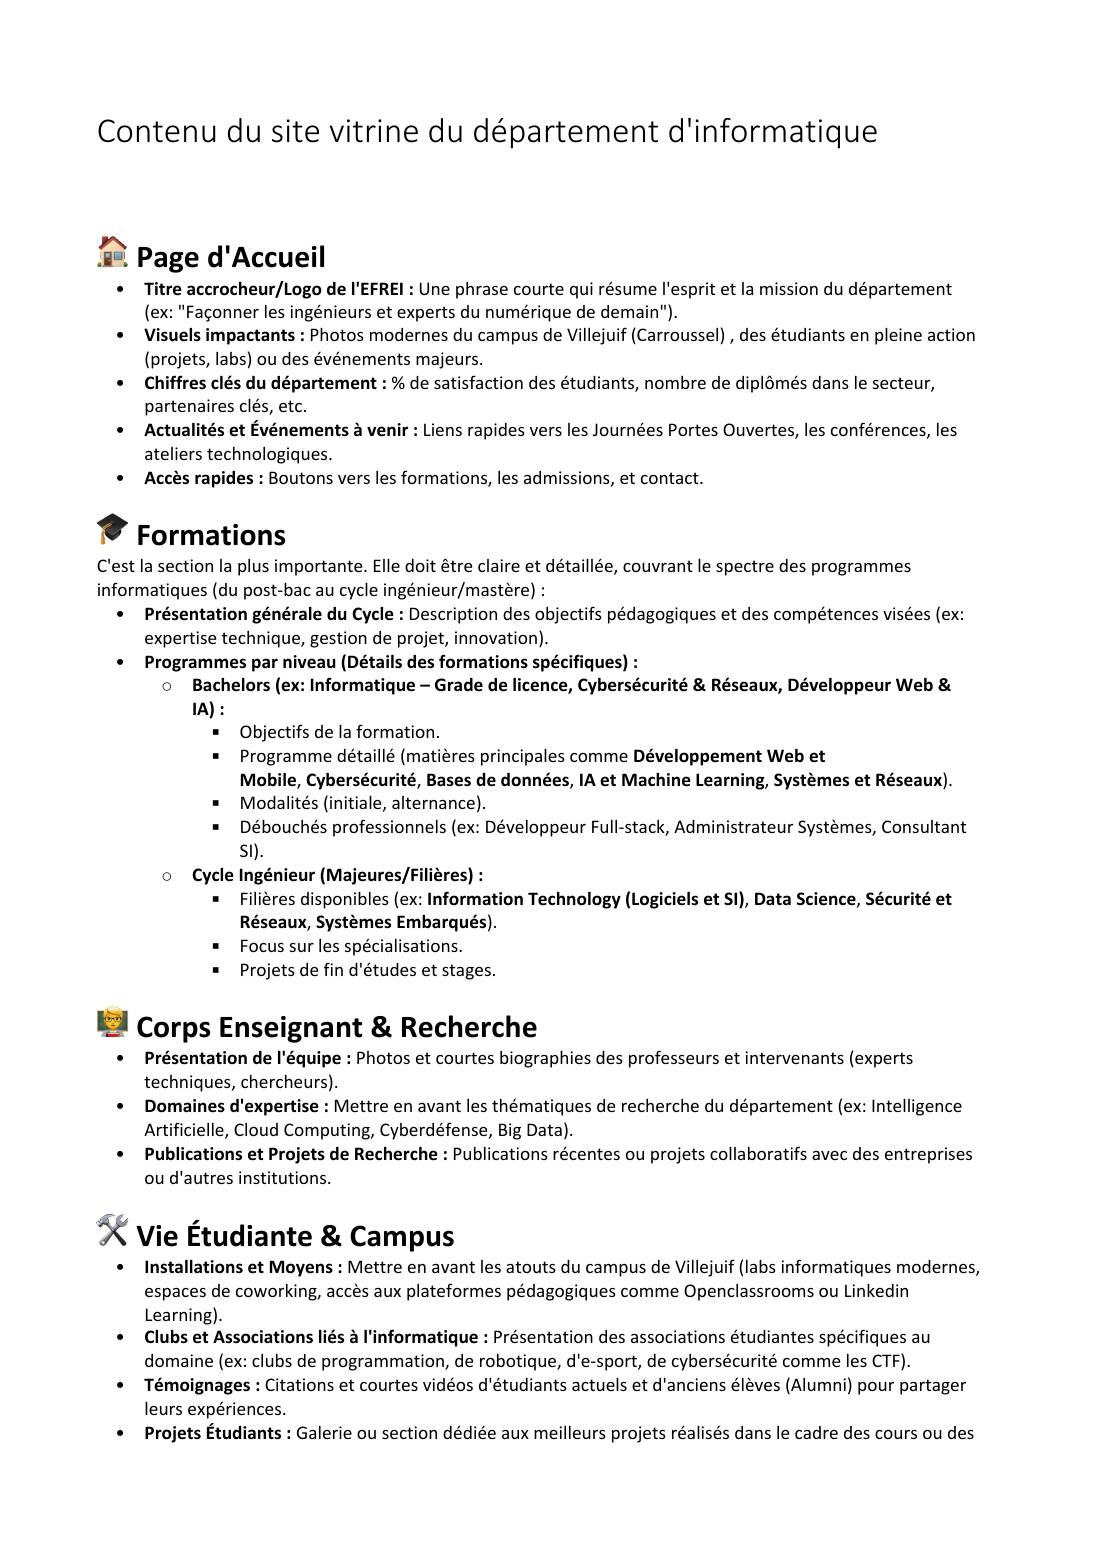 Contenu du site vitrine du département d'informatique
🏠 Page d'Accueil
• Titre accrocheur/Logo de l'EFREI : Une phrase courte qui résume l'esprit et la mission du département
(ex: "Façonner les ingénieurs et experts du numérique de demain").
• Visuels impactants : Photos modernes du campus de Villejuif (Carroussel) , des étudiants en pleine action
(projets, labs) ou des événements majeurs.
• Chiffres clés du département : % de satisfaction des étudiants, nombre de diplômés dans le secteur,
partenaires clés, etc.
• Actualités et Événements à venir : Liens rapides vers les Journées Portes Ouvertes, les conférences, les
ateliers technologiques.
• Accès rapides : Boutons vers les formations, les admissions, et contact.
🎓 Formations
C'est la section la plus importante. Elle doit être claire et détaillée, couvrant le spectre des programmes
informatiques (du post-bac au cycle ingénieur/mastère) :
• Présentation générale du Cycle : Description des objectifs pédagogiques et des compétences visées (ex:
expertise technique, gestion de projet, innovation).
• Programmes par niveau (Détails des formations spécifiques) :
○ Bachelors (ex: Informatique – Grade de licence, Cybersécurité & Réseaux, Développeur Web &
IA) :
▪ Objectifs de la formation.
▪ Programme détaillé (matières principales comme Développement Web et
Mobile, Cybersécurité, Bases de données, IA et Machine Learning, Systèmes et Réseaux).
▪ Modalités (initiale, alternance).
▪ Débouchés professionnels (ex: Développeur Full-stack, Administrateur Systèmes, Consultant
SI).
○ Cycle Ingénieur (Majeures/Filières) :
▪ Filières disponibles (ex: Information Technology (Logiciels et SI), Data Science, Sécurité et
Réseaux, Systèmes Embarqués).
▪ Focus sur les spécialisations.
▪ Projets de fin d'études et stages.
👨‍🏫 Corps Enseignant & Recherche
• Présentation de l'équipe : Photos et courtes biographies des professeurs et intervenants (experts
techniques, chercheurs).
• Domaines d'expertise : Mettre en avant les thématiques de recherche du département (ex: Intelligence
Artificielle, Cloud Computing, Cyberdéfense, Big Data).
• Publications et Projets de Recherche : Publications récentes ou projets collaboratifs avec des entreprises
ou d'autres institutions.
🛠️ Vie Étudiante & Campus
• Installations et Moyens : Mettre en avant les atouts du campus de Villejuif (labs informatiques modernes,
espaces de coworking, accès aux plateformes pédagogiques comme Openclassrooms ou Linkedin
Learning).
• Clubs et Associations liés à l'informatique : Présentation des associations étudiantes spécifiques au
domaine (ex: clubs de programmation, de robotique, d'e-sport, de cybersécurité comme les CTF).
• Témoignages : Citations et courtes vidéos d'étudiants actuels et d'anciens élèves (Alumni) pour partager
leurs expériences.
• Projets Étudiants : Galerie ou section dédiée aux meilleurs projets réalisés dans le cadre des cours ou des